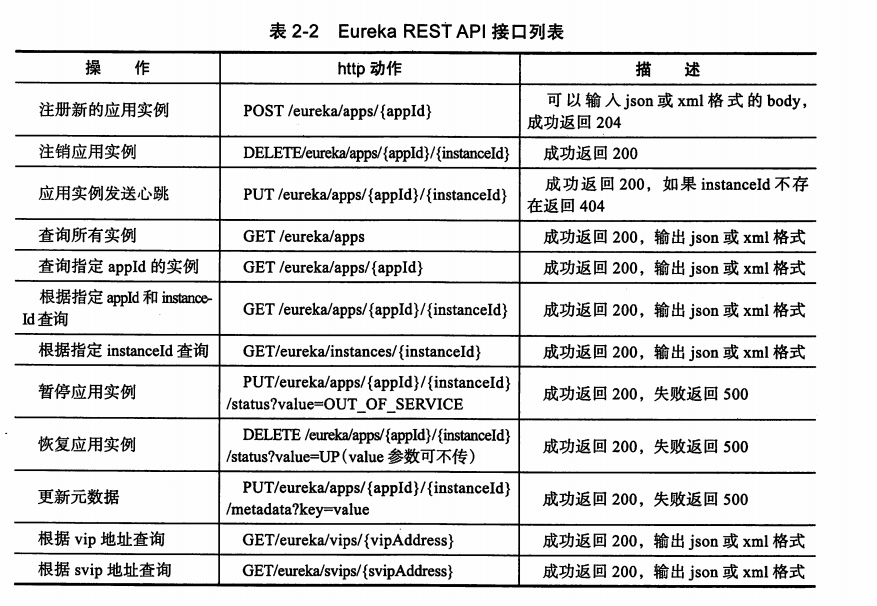 表 2-2 Eureka REST API 接口列表
操 作 http 动作 描 述
注册新的应用实例 POST /eureka/apps/{appId} 可以输入 json 或 xml 格式的 body,
成功返回 204
注销应用实例 DELETE/eureka/apps/{appId}/{instanceId} 成功返回 200
应用实例发送心跳 PUT /eureka/apps/{appId}/{instanceId} 成功返回 200, 如果 instanceId 不存
在返回 404
查询所有实例 GET /eureka/apps 成功返回 200, 输出 json 或 xml 格式
查询指定 appId 的实例 GET /eureka/apps/{appId} 成功返回 200, 输出 json 或 xml 格式
根据指定 appId 和 instance-
Id 查询 GET /eureka/apps/{appId}/{instanceId} 成功返回 200, 输出 json 或 xml 格式
根据指定 instanceId 查询 GET/eureka/instances/{instanceId} 成功返回 200, 输出 json 或 xml 格式
暂停应用实例 PUT/eureka/apps/{appId}/{instanceId}
/status?value=OUT_OF_SERVICE 成功返回 200, 失败返回 500
恢复应用实例 DELETE /eureka/apps/{appId}/{instanceId}
/status?value=UP(value 参数可不传) 成功返回 200, 失败返回 500
更新元数据 PUT/eureka/apps/{appId}/{instanceId}
/metadata?key=value 成功返回 200, 失败返回 500
根据 vip 地址查询 GET/eureka/vips/{vipAddress} 成功返回 200, 输出 json 或 xml 格式
根据 svip 地址查询 GET/eureka/svips/{svipAddress} 成功返回 200, 输出 json 或 xml 格式